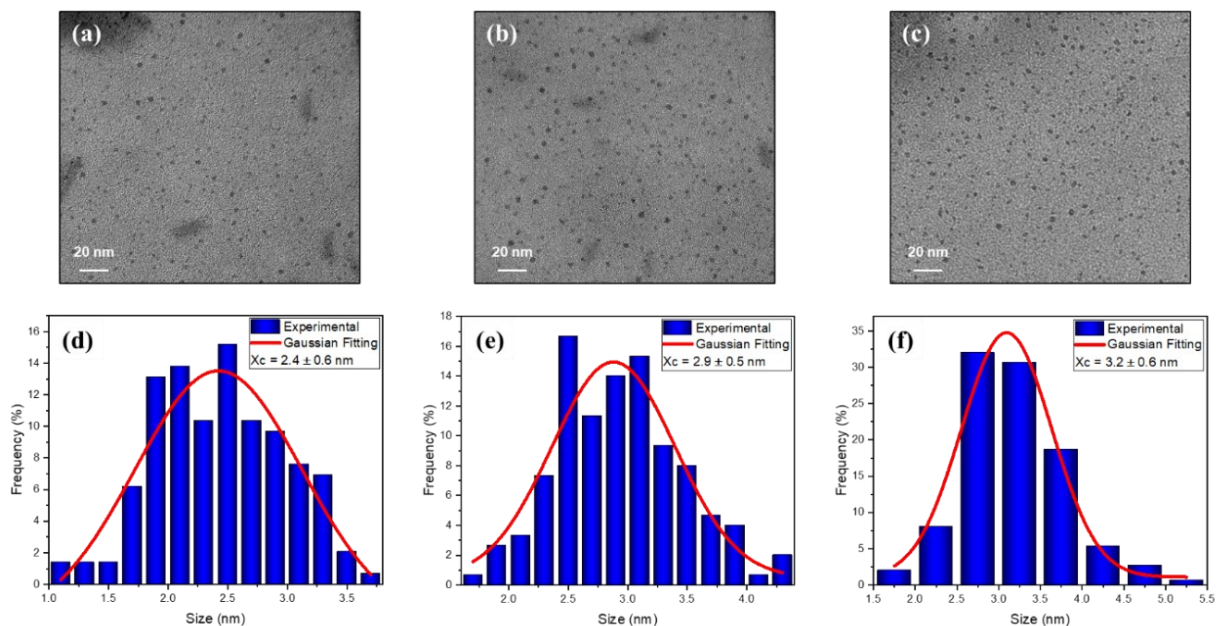 (a)
20 nm
(b)
20 nm
(c)
20 nm
(d)
Experimental
Gaussian Fitting
Xc = 2.4 ± 0.6 nm
Frequency (%)
16
14
12
10
8
6
4
2
0
1.0 1.5 2.0 2.5 3.0 3.5
Size (nm)
(e)
Experimental
Gaussian Fitting
Xc = 2.9 ± 0.5 nm
Frequency (%)
18
16
14
12
10
8
6
4
2
0
2.0 2.5 3.0 3.5 4.0
Size (nm)
(f)
Experimental
Gaussian Fitting
Xc = 3.2 ± 0.6 nm
Frequency (%)
35
30
25
20
15
10
5
0
1.5 2.0 2.5 3.0 3.5 4.0 4.5 5.0 5.5
Size (nm)